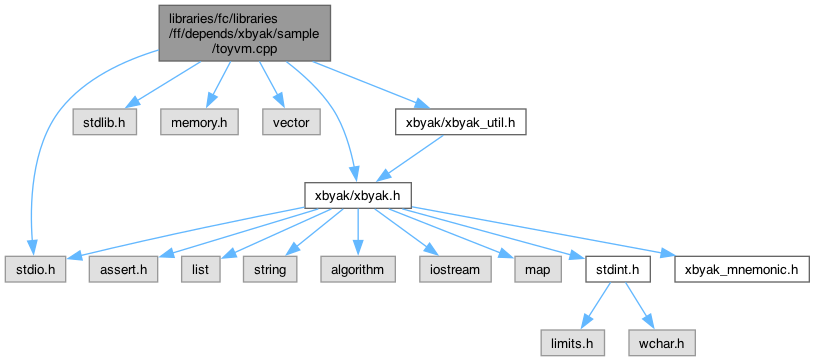 libraries/fc/libraries
/ff/depends/xbyak/sample
/toyvm.cpp
stdlib.h
memory.h
vector
xbyak/xbyak_util.h
xbyak/xbyak.h
stdio.h
assert.h
list
string
algorithm
iostream
map
stdint.h
xbyak_mnemonic.h
limits.h
wchar.h